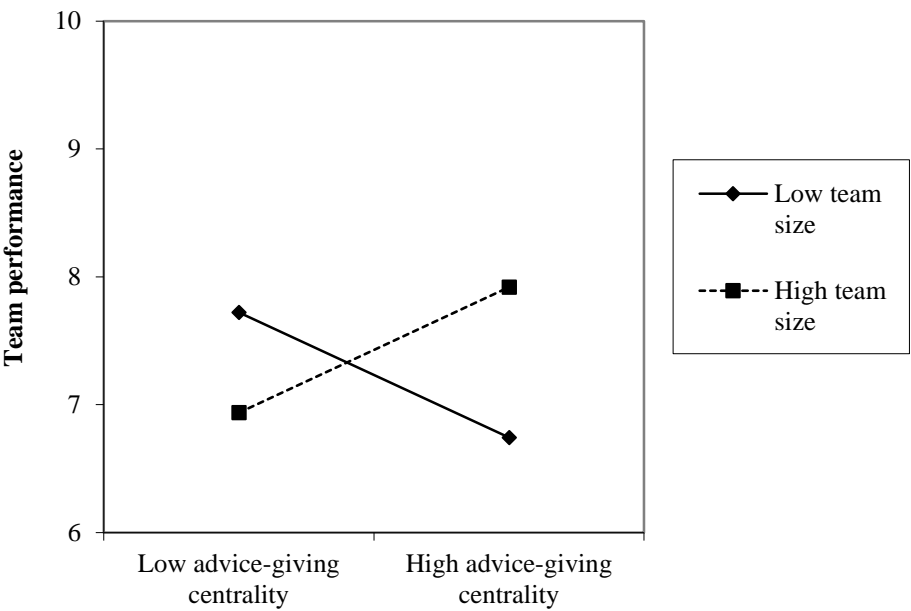 Team performance
10
9
8
7
6
Low advice-giving
centrality
High advice-giving
centrality
Low team
size
High team
size